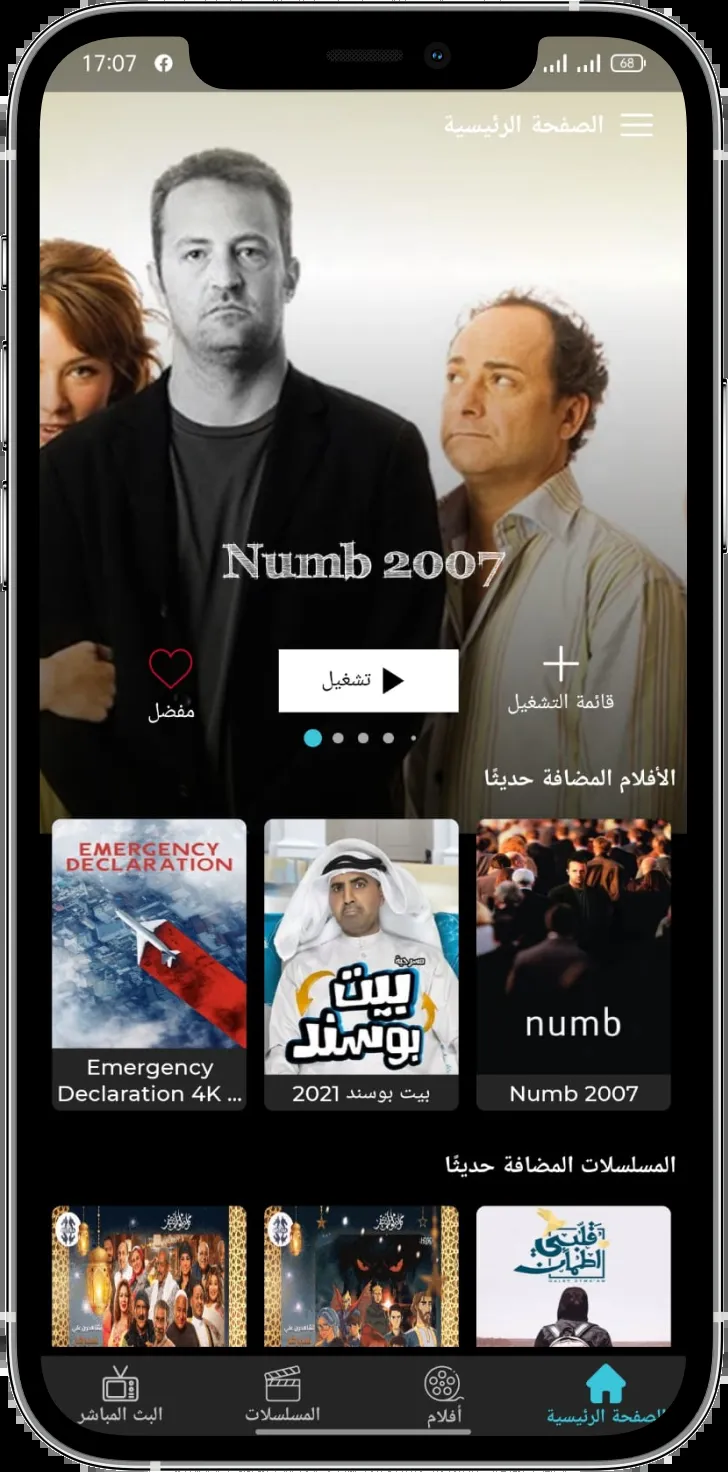 17:07
68
الصفحة الرئيسية
Numb 2007
قائمة التشغيل
تشغيل
مفضل
الأفلام المضافة حديثًا
numb
Numb 2007
مسرحية
بيت
بوسند
بيت بوسند 2021
EMERGENCY
DECLARATION
Emergency
Declaration 4K ...
المسلسلات المضافة حديثًا
قلبي
اطمأن
الصفحة الرئيسية
أفلام
المسلسلات
البث المباشر